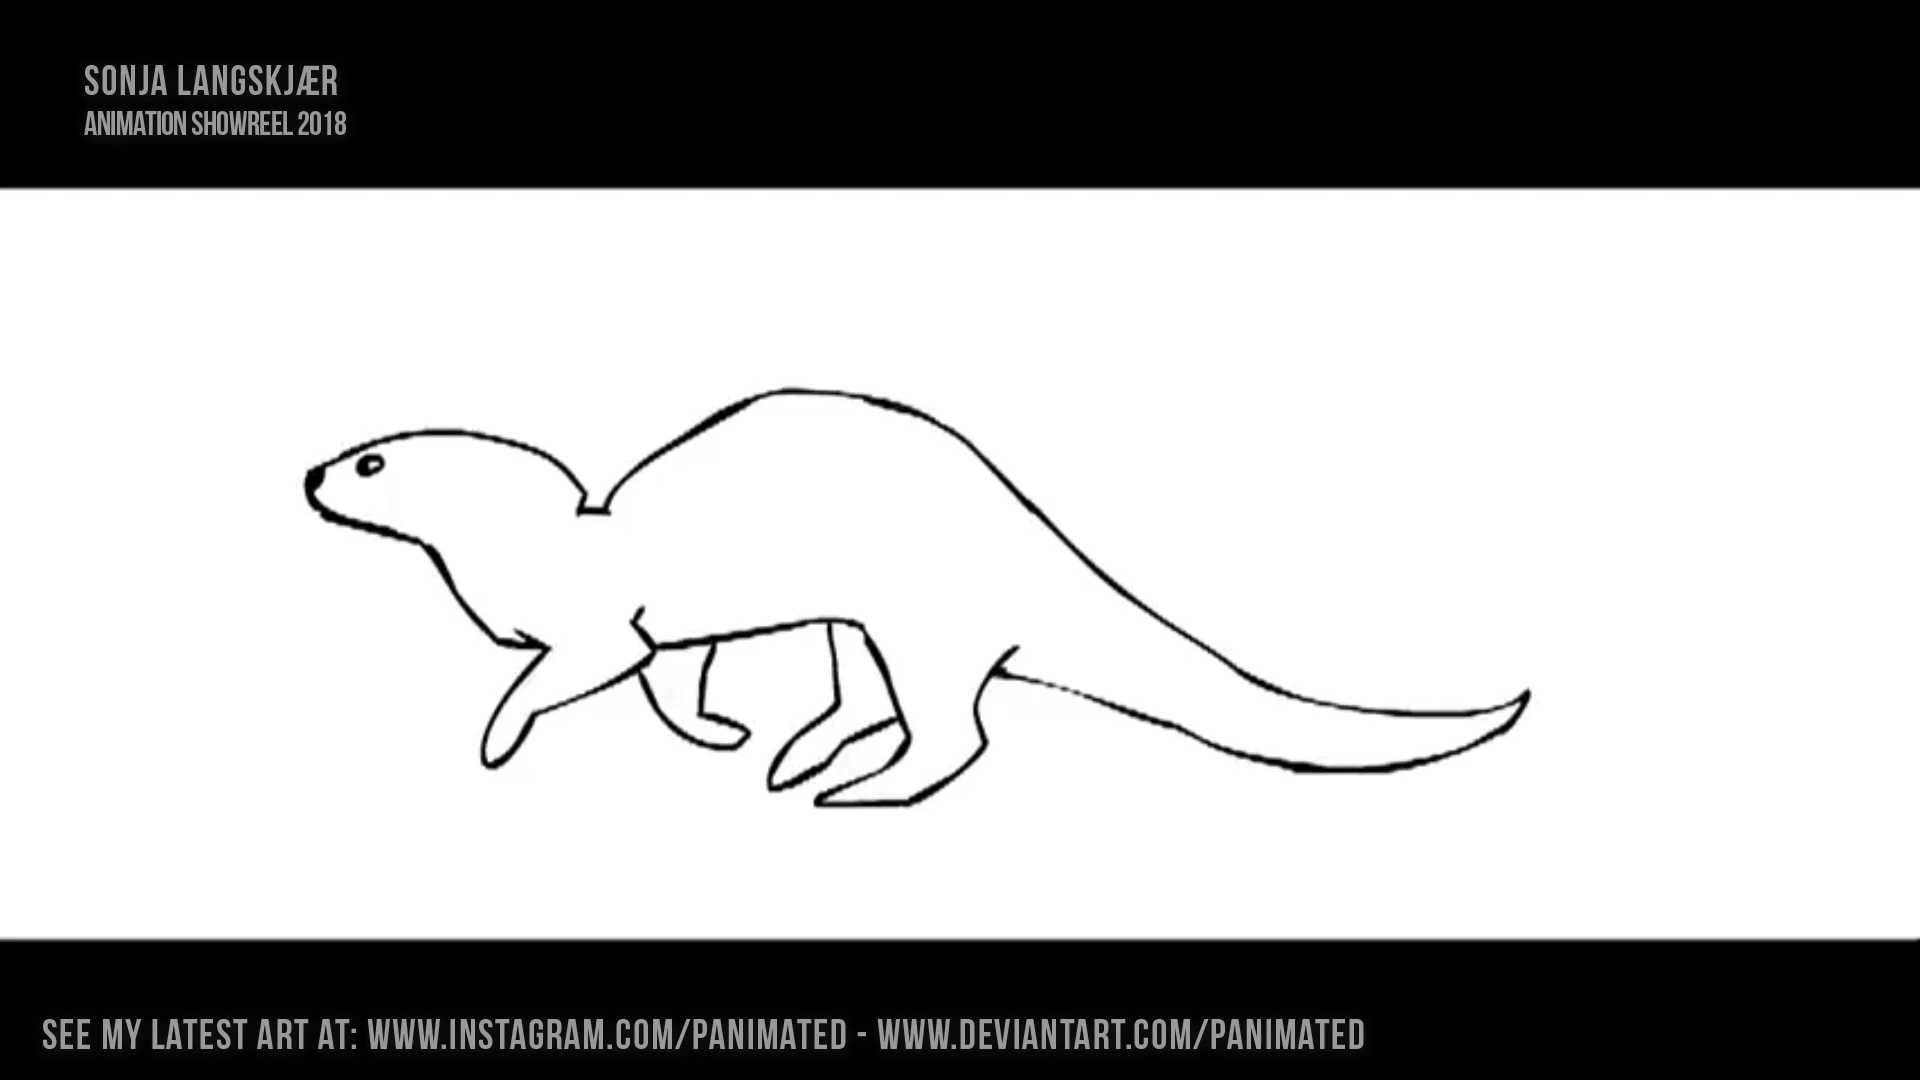 SONJA LANGSKJÆR
ANIMATION SHOWREEL 2018
SEE MY LATEST ART AT: WWW.INSTAGRAM.COM/PANIMATED - WWW.DEVIANTART.COM/PANIMATED